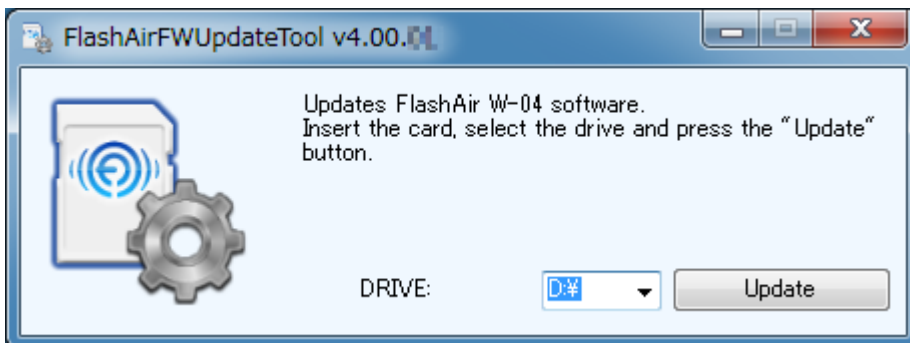 FlashAirFWUpdateTool v4.00.
Updates FlashAir W-04 software.
Insert the card, select the drive and press the "Update"
button.
DRIVE: D:¥ Update